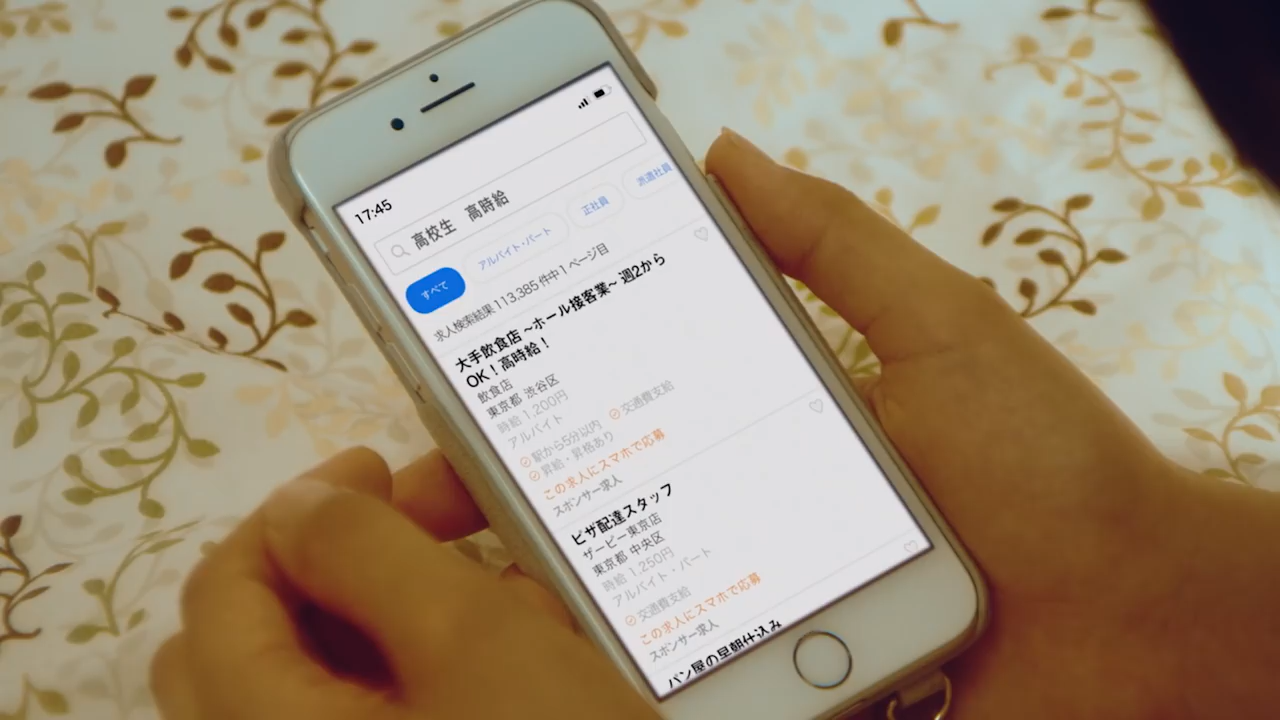 17:45
高校生 高時給
すべて アルバイト・パート 正社員 派遣社員
求人検索結果 113,385 件中 1 ページ目
大手飲食店 ~ホール接客業~ 週2から
OK！高時給！
飲食店
東京都 渋谷区
時給 1,200円
アルバイト
駅から5分以内 交通費支給
昇給・昇格あり
この求人にスマホで応募
スポンサー求人
ピザ配達スタッフ
ザーピー東京店
東京都 中央区
時給 1,250円
アルバイト・パート
交通費支給
この求人にスマホで応募
スポンサー求人
パン屋の早朝仕込み